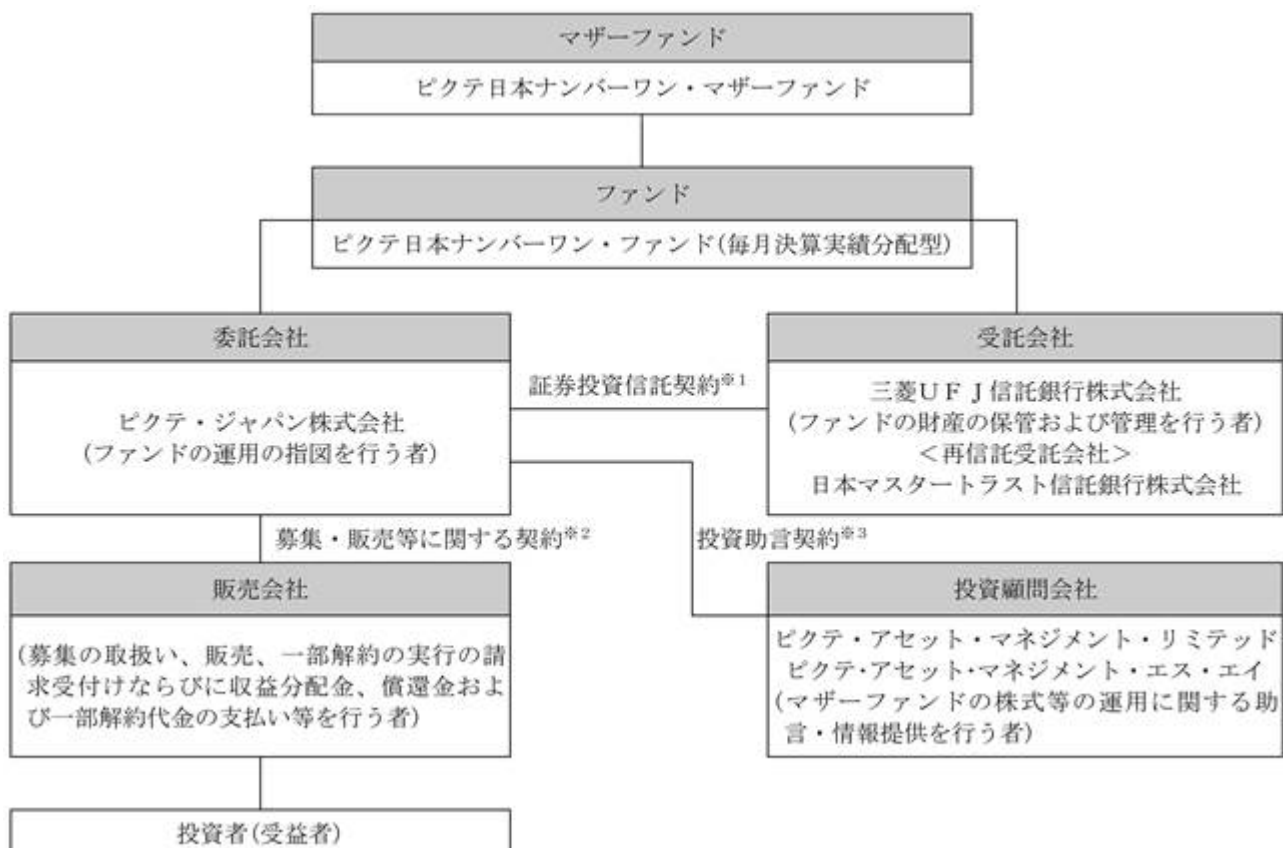 マザーファンド
ピクテ日本ナンバーワン・マザーファンド
ファンド
ピクテ日本ナンバーワン・ファンド(毎月決算実績分配型)
委託会社
ピクテ・ジャパン株式会社
(ファンドの運用の指図を行う者)
証券投資信託契約※1
受託会社
三菱UFJ信託銀行株式会社
(ファンドの財産の保管および管理を行う者)
<再信託受託会社>
日本マスタートラスト信託銀行株式会社
募集・販売等に関する契約※2
投資助言契約※3
販売会社
(募集の取扱い、販売、一部解約の実行の請
求受付けならびに収益分配金、償還金およ
び一部解約代金の支払い等を行う者)
投資顧問会社
ピクテ・アセット・マネジメント・リミテッド
ピクテ・アセット・マネジメント・エス・エイ
(マザーファンドの株式等の運用に関する助
言・情報提供を行う者)
投資者(受益者)